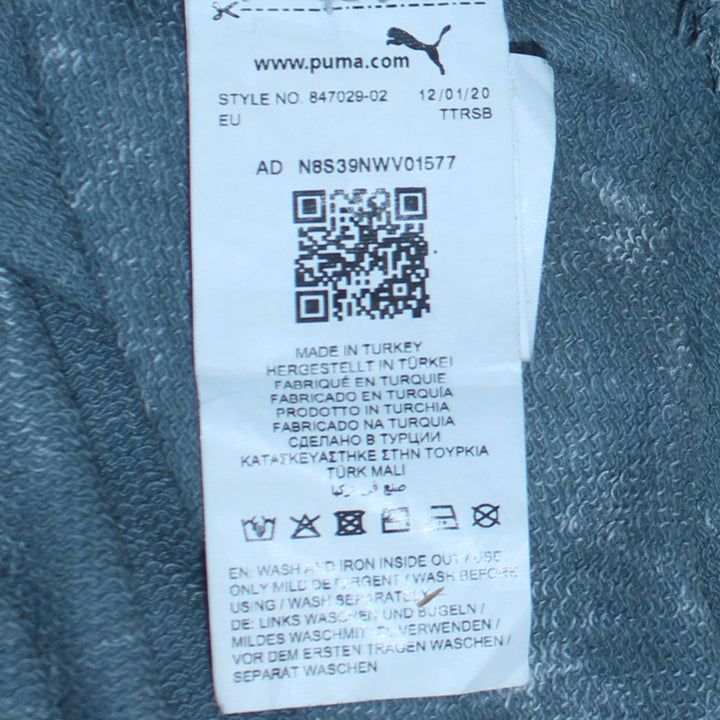 www.puma.com
STYLE NO. 847029-02 12/01/20
EU TTRSB
AD N8S39NWV01577
MADE IN TURKEY
HERGESTELLT IN TÜRKEI
FABRIQUÉ EN TURQUIE
FABRICADO EN TURQUÍA
PRODOTTO IN TURCHIA
FABRICADO NA TURQUIA
СДЕЛАНО В ТУРЦИИ
ΚΑΤΑΣΚΕΥΑΣΤΗΚΕ ΣΤΗΝ ΤΟΥΡΚΙΑ
TÜRK MALI
صنع في تركيا
EN: WASH AND IRON INSIDE OUT / USE
ONLY MILD DETERGENT / WASH BEFORE
USING / WASH SEPARATELY
DE: LINKS WASCHEN UND BÜGELN /
MILDES WASCHMITTEL VERWENDEN /
VOR DEM ERSTEN TRAGEN WASCHEN /
SEPARAT WASCHEN